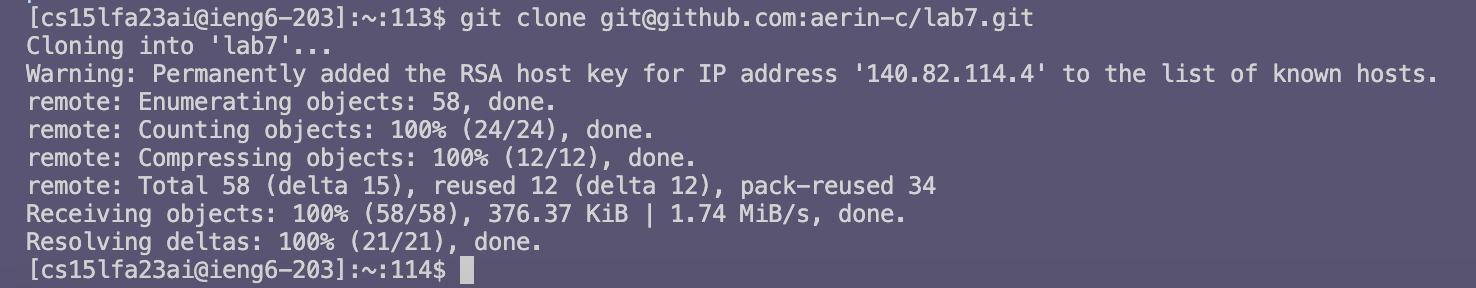 [cs15lfa23ai@ieng6-203]:~:113$ git clone git@github.com:aerin-c/lab7.git
Cloning into 'lab7'...
Warning: Permanently added the RSA host key for IP address '140.82.114.4' to the list of known hosts.
remote: Enumerating objects: 58, done.
remote: Counting objects: 100% (24/24), done.
remote: Compressing objects: 100% (12/12), done.
remote: Total 58 (delta 15), reused 12 (delta 12), pack-reused 34
Receiving objects: 100% (58/58), 376.37 KiB | 1.74 MiB/s, done.
Resolving deltas: 100% (21/21), done.
[cs15lfa23ai@ieng6-203]:~:114$